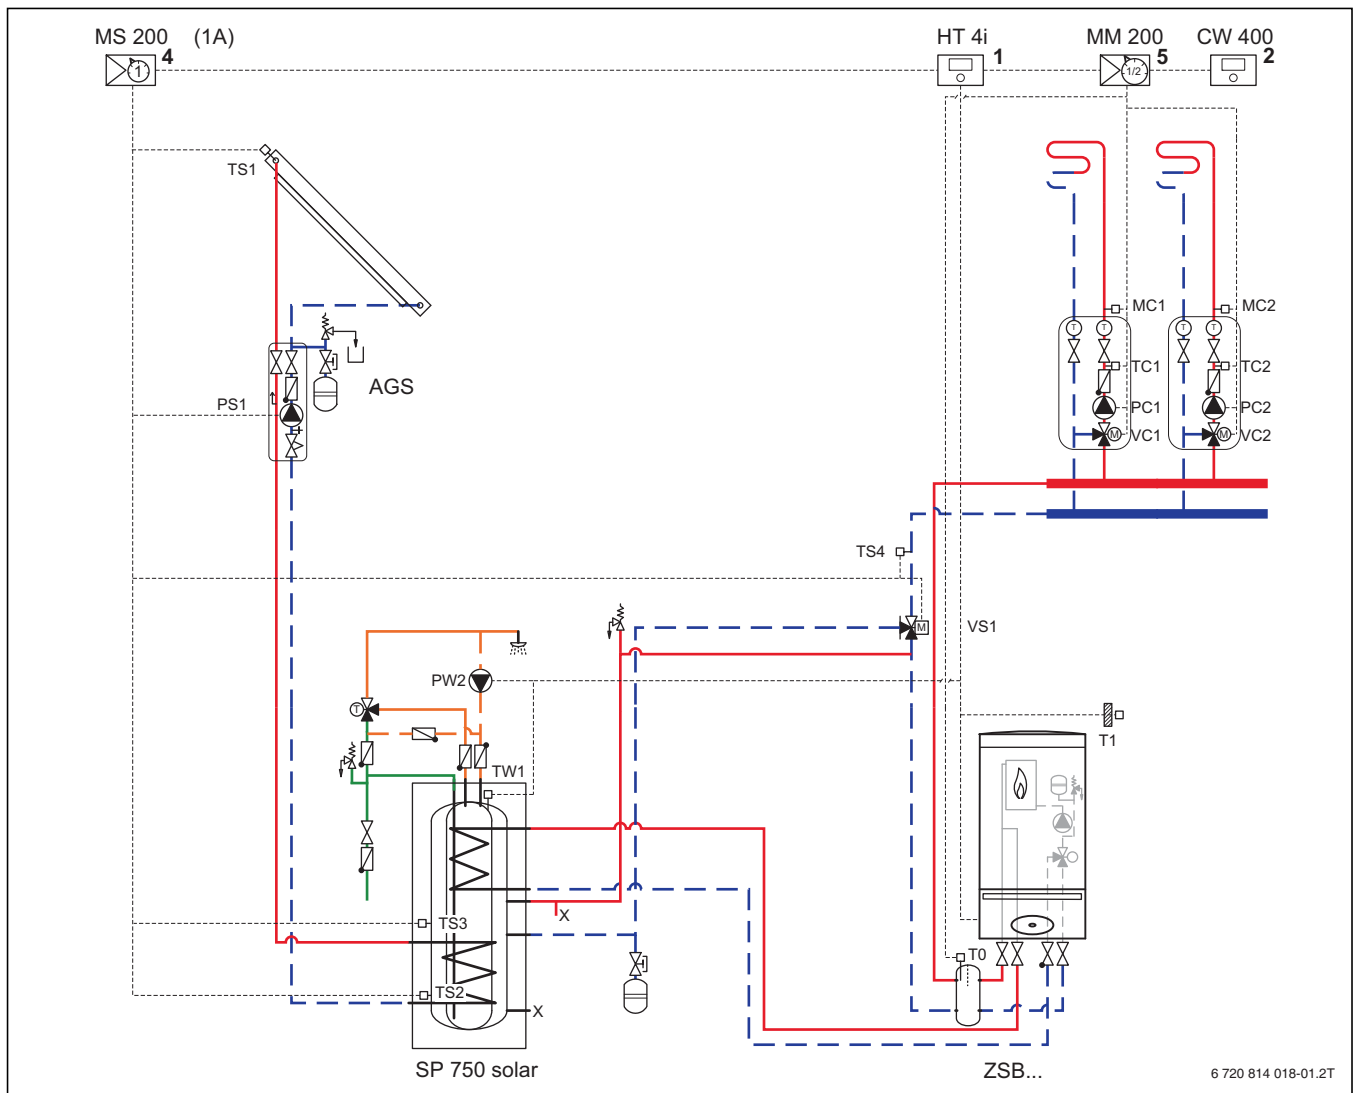 MS 200 (1A) HT 4i MM 200 CW 400
4 1 5 2
1 1/2
TS1
MC1 MC2
T T T T
TC1 TC2
AGS
PS1 PC1 PC2
M VC1 M VC2
TS4
M VS1
PW2
T
T1
TW1
X
TS3
T0
TS2
X
SP 750 solar ZSB...
6 720 814 018-01.2T